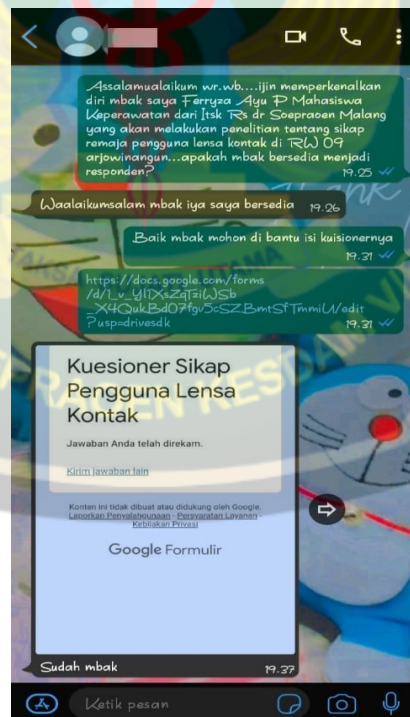 Assalamualaikum wr.wb....ijin memperkenalkan
diri mbak saya Ferryza Ayu P Mahasiswa
Keperawatan dari Itsk Rs dr Soepraoen Malang
yang akan melakukan penelitian tentang sikap
remaja pengguna lensa kontak di RW 09
arjowinangun...apakah mbak bersedia menjadi
responden?
19.25
Waalaikumsalam mbak iya saya bersedia 19.26
Baik mbak mohon di bantu isi kuisionernya
19.31
https://docs.google.com/forms
?usp=drivesdk
19.31
Kuesioner Sikap
Pengguna Lensa
Kontak
Jawaban Anda telah direkam.
Kirim jawaban lain
Konten ini tidak dibuat atau didukung oleh Google.
Laporkan Penyalahgunaan - Persyaratan Layanan -
Kebijakan Privasi
Google Formulir
Sudah mbak 19.37
Ketik pesan